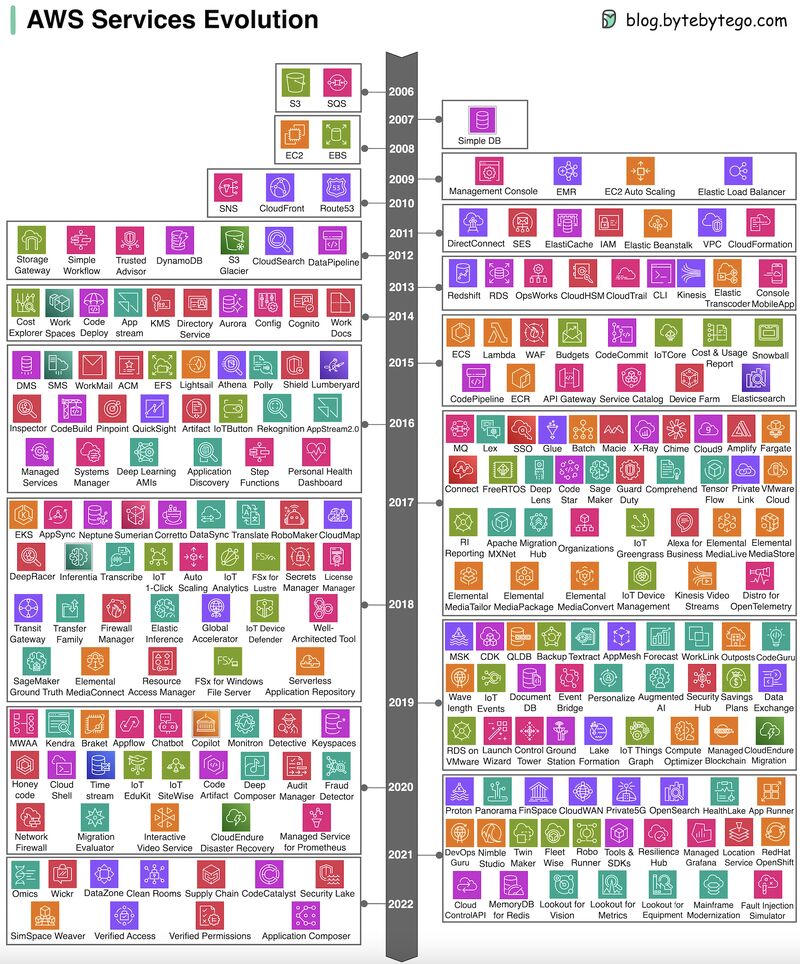 AWS Services Evolution
blog.bytebytego.com
2006
S3 SQS
2007
Simple DB
2008
EC2 EBS
2009
Management Console EMR EC2 Auto Scaling Elastic Load Balancer
2010
SNS CloudFront Route53
2011
DirectConnect SES ElastiCache IAM Elastic Beanstalk VPC CloudFormation
2012
Storage Gateway Simple Workflow Trusted Advisor DynamoDB S3 Glacier CloudSearch DataPipeline
2013
Redshift RDS OpsWorks CloudHSM CloudTrail CLI Kinesis Elastic Transcoder Console MobileApp
2014
Cost Explorer Work Spaces Code Deploy App stream KMS Directory Service Aurora Config Cognito Work Docs
2015
ECS Lambda WAF Budgets CodeCommit IoTCore Cost & Usage Report Snowball
CodePipeline ECR API Gateway Service Catalog Device Farm Elasticsearch
2016
DMS SMS WorkMail ACM EFS Lightsail Athena Polly Shield Lumberyard
Inspector CodeBuild Pinpoint QuickSight Artifact IoTButton Rekognition AppStream2.0
Managed Services Systems Manager Deep Learning AMIs Application Discovery Step Functions Personal Health Dashboard
2017
MQ Lex SSO Glue Batch Macie X-Ray Chime Cloud9 Amplify Fargate
Connect FreeRTOS Deep Lens Code Star Sage Maker Guard Duty Comprehend Tensor Flow Private Link VMware Cloud
RI Reporting Apache MXNet Migration Hub Organizations IoT Greengrass Alexa for Business Elemental MediaLive Elemental MediaStore
Elemental MediaTailor Elemental MediaPackage Elemental MediaConvert IoT Device Management Kinesis Video Streams Distro for OpenTelemetry
2018
EKS AppSync Neptune Sumerian Corretto DataSync Translate RoboMaker CloudMap
DeepRacer Inferentia Transcribe IoT 1-Click Auto Scaling IoT Analytics FSx for Lustre Secrets Manager License Manager
Transit Gateway Transfer Family Firewall Manager Elastic Inference Global Accelerator IoT Device Defender Well-Architected Tool
SageMaker Ground Truth Elemental MediaConnect Resource Access Manager FSx for Windows File Server Serverless Application Repository
2019
MSK CDK QLDB Backup Textract AppMesh Forecast WorkLink Outposts CodeGuru
Wave length IoT Events Document DB Event Bridge Personalize Augmented AI Security Hub Savings Plans Data Exchange
RDS on VMware Launch Wizard Control Tower Ground Station Lake Formation IoT Things Graph Compute Optimizer Managed Blockchain CloudEndure Migration
2020
MWAA Kendra Braket Appflow Chatbot Copilot Monitron Detective Keyspaces
Honey code Cloud Shell Time stream IoT EduKit IoT SiteWise Code Artifact Deep Composer Audit Manager Fraud Detector
Network Firewall Migration Evaluator Interactive Video Service CloudEndure Disaster Recovery Managed Service for Prometheus
2021
Proton Panorama FinSpace CloudWAN Private5G OpenSearch HealthLake App Runner
DevOps Guru Nimble Studio Twin Maker Fleet Wise Robo Runner Tools & SDKs Resilience Hub Managed Grafana Location Service RedHat OpenShift
Cloud ControlAPI MemoryDB for Redis Lookout for Vision Lookout for Metrics Lookout for Equipment Mainframe Modernization Fault Injection Simulator
2022
Omics Wickr DataZone Clean Rooms Supply Chain CodeCatalyst Security Lake
SimSpace Weaver Verified Access Verified Permissions Application Composer